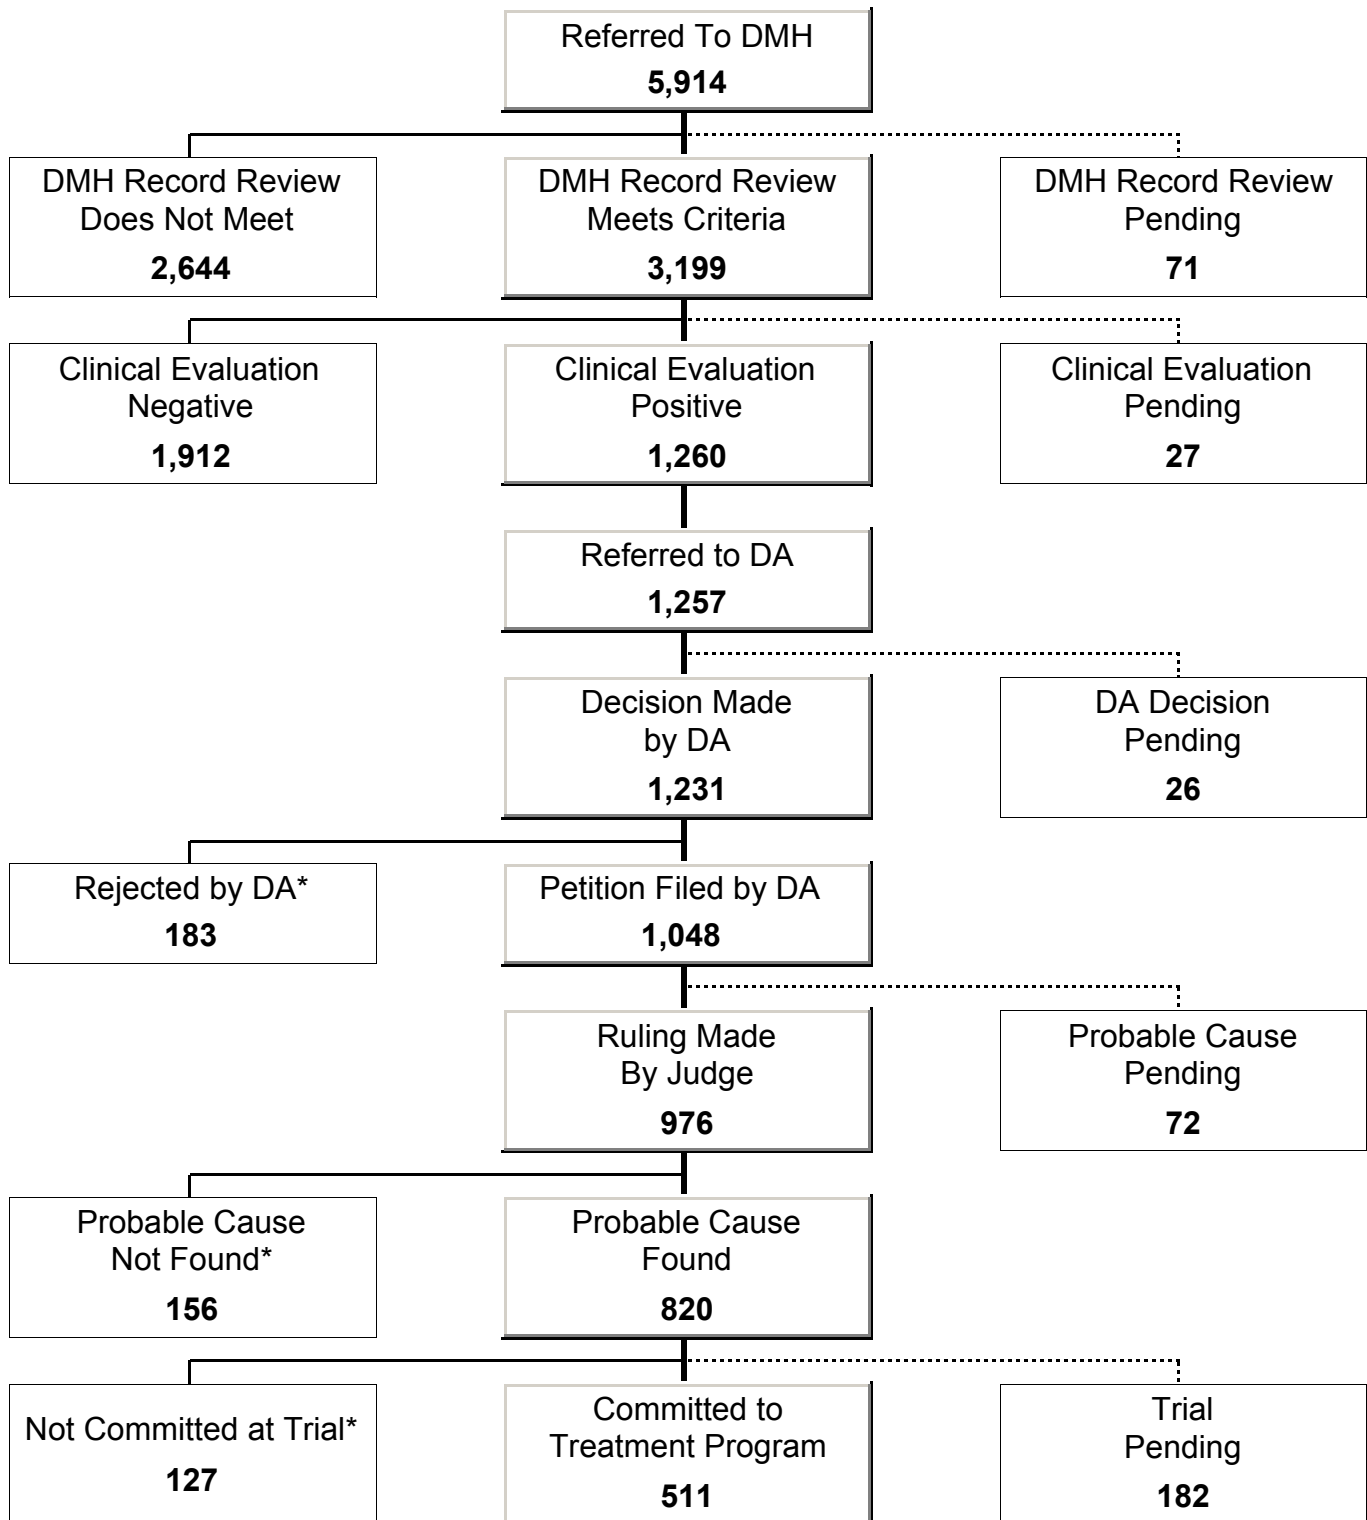 Referred To DMH
5,914
DMH Record Review
Does Not Meet
2,644
DMH Record Review
Meets Criteria
3,199
DMH Record Review
Pending
71
Clinical Evaluation
Negative
1,912
Clinical Evaluation
Positive
1,260
Clinical Evaluation
Pending
27
Referred to DA
1,257
Decision Made
by DA
1,231
DA Decision
Pending
26
Rejected by DA*
183
Petition Filed by DA
1,048
Ruling Made
By Judge
976
Probable Cause
Pending
72
Probable Cause
Not Found*
156
Probable Cause
Found
820
Not Committed at Trial*
127
Committed to
Treatment Program
511
Trial
Pending
182